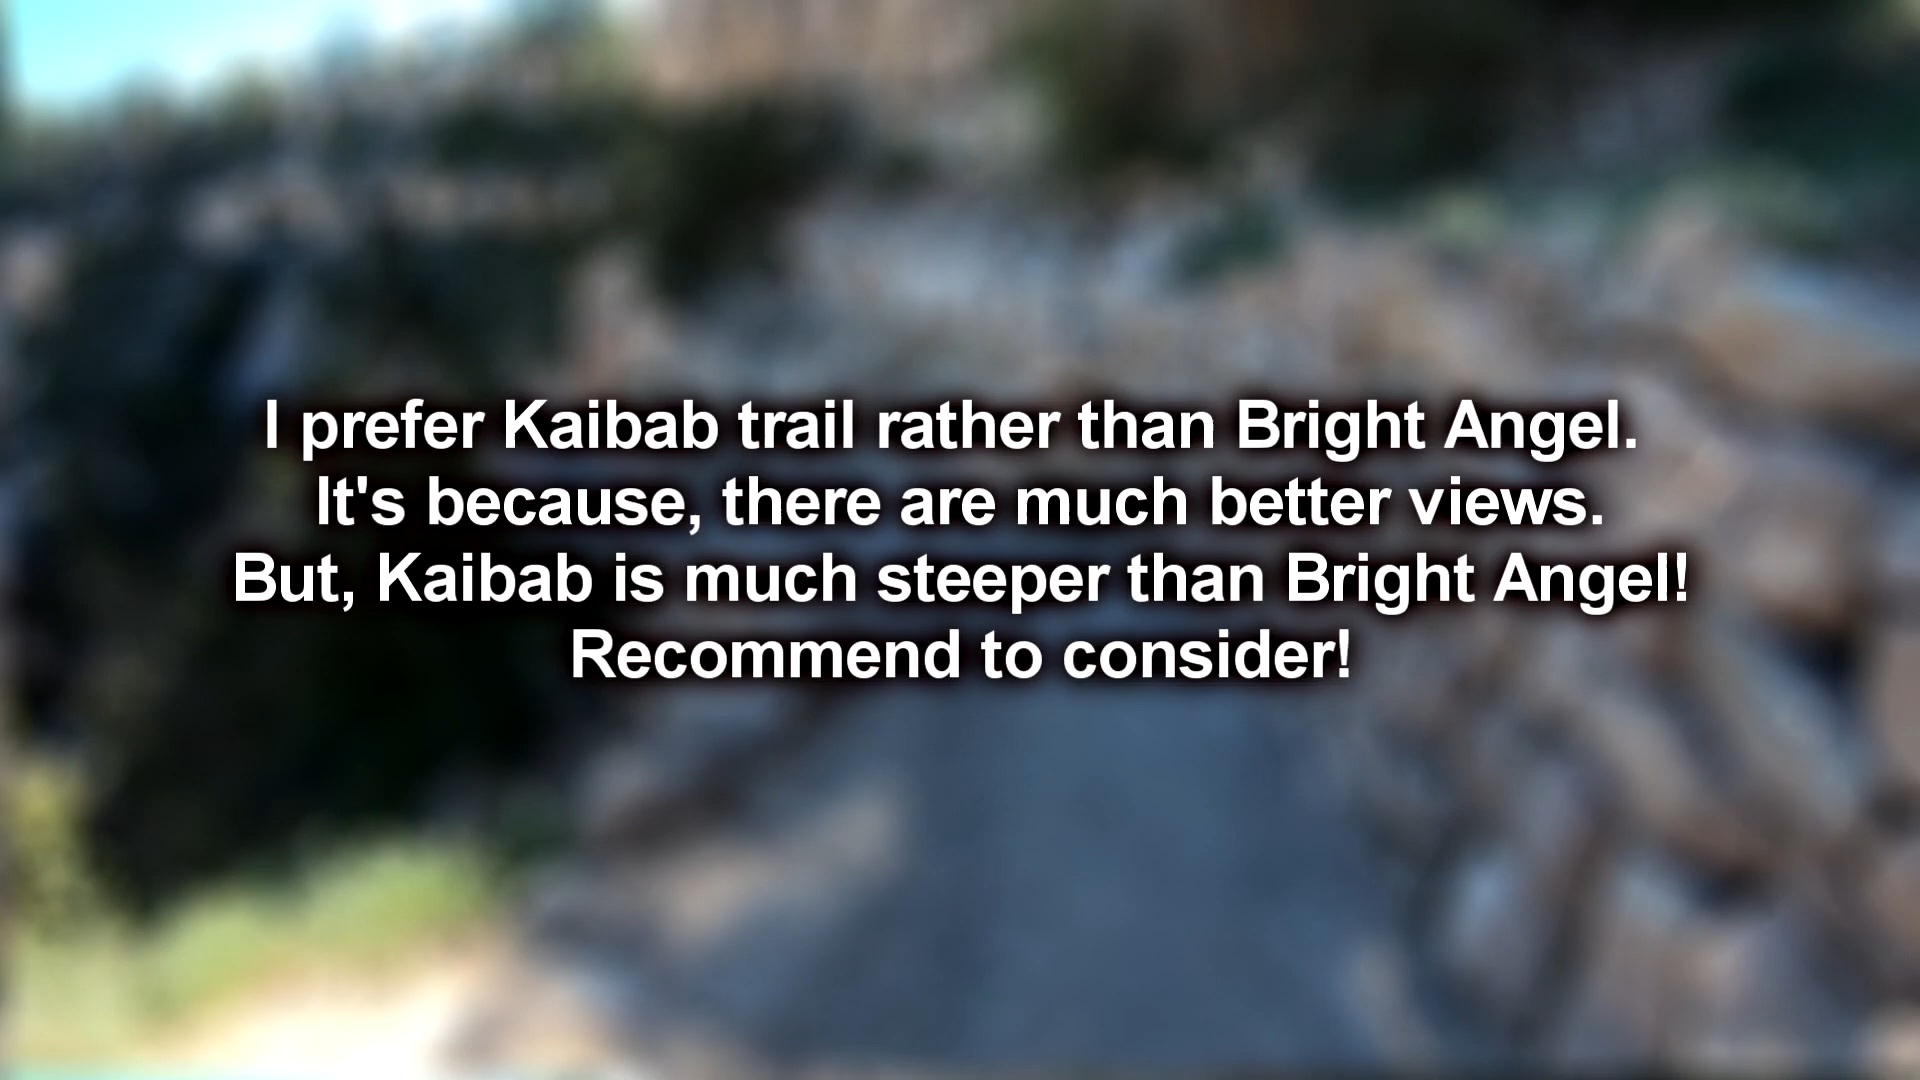 I prefer Kaibab trail rather than Bright Angel.
It's because, there are much better views.
But, Kaibab is much steeper than Bright Angel!
Recommend to consider!